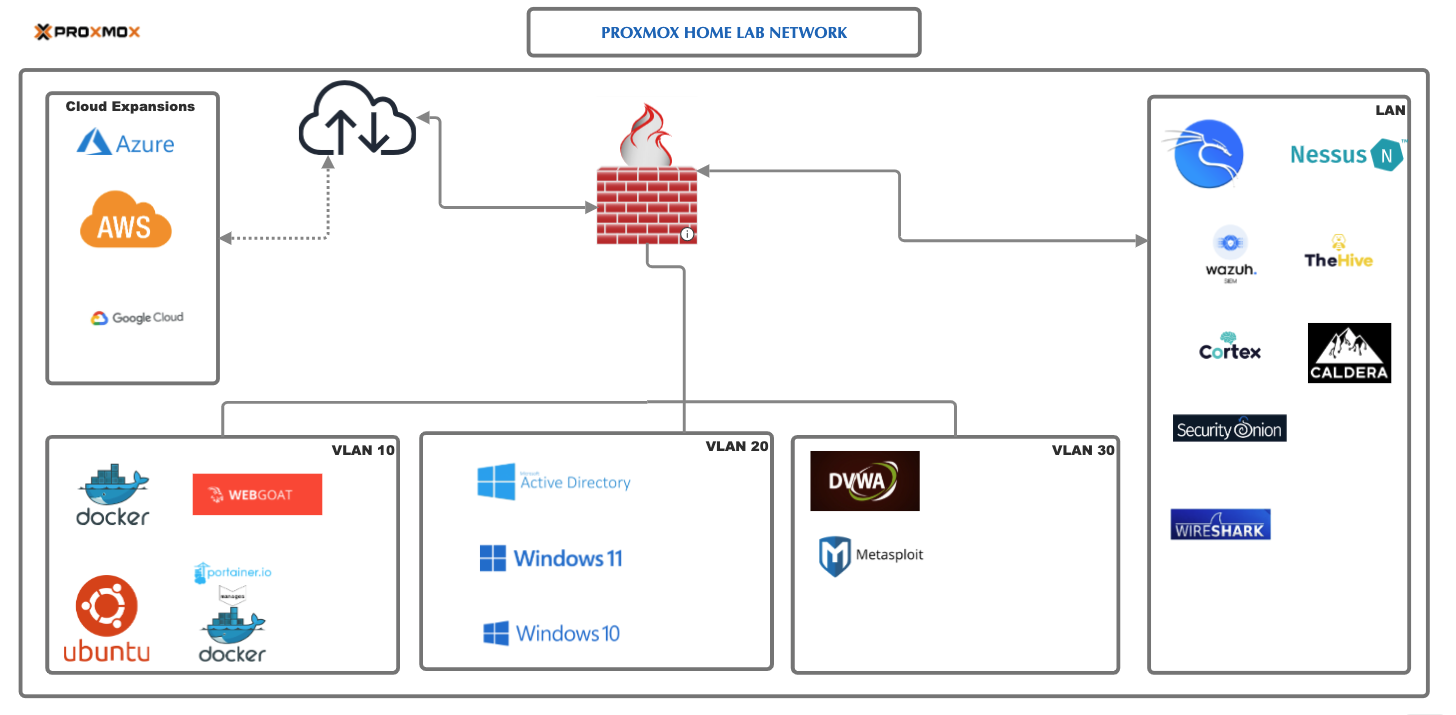 PROXMOX
PROXMOX HOME LAB NETWORK
Cloud Expansions
Azure
AWS
Google Cloud
i
LAN
Nessus N ™
wazuh.
SIEM
TheHive
Cortex
CALDERA
Security Onion
WIRESHARK
VLAN 10
docker
WEBGOAT
ubuntu
portainer.io
manages
docker
VLAN 20
Microsoft
Active Directory
Windows 11
Windows 10
VLAN 30
DVWA
M Metasploit